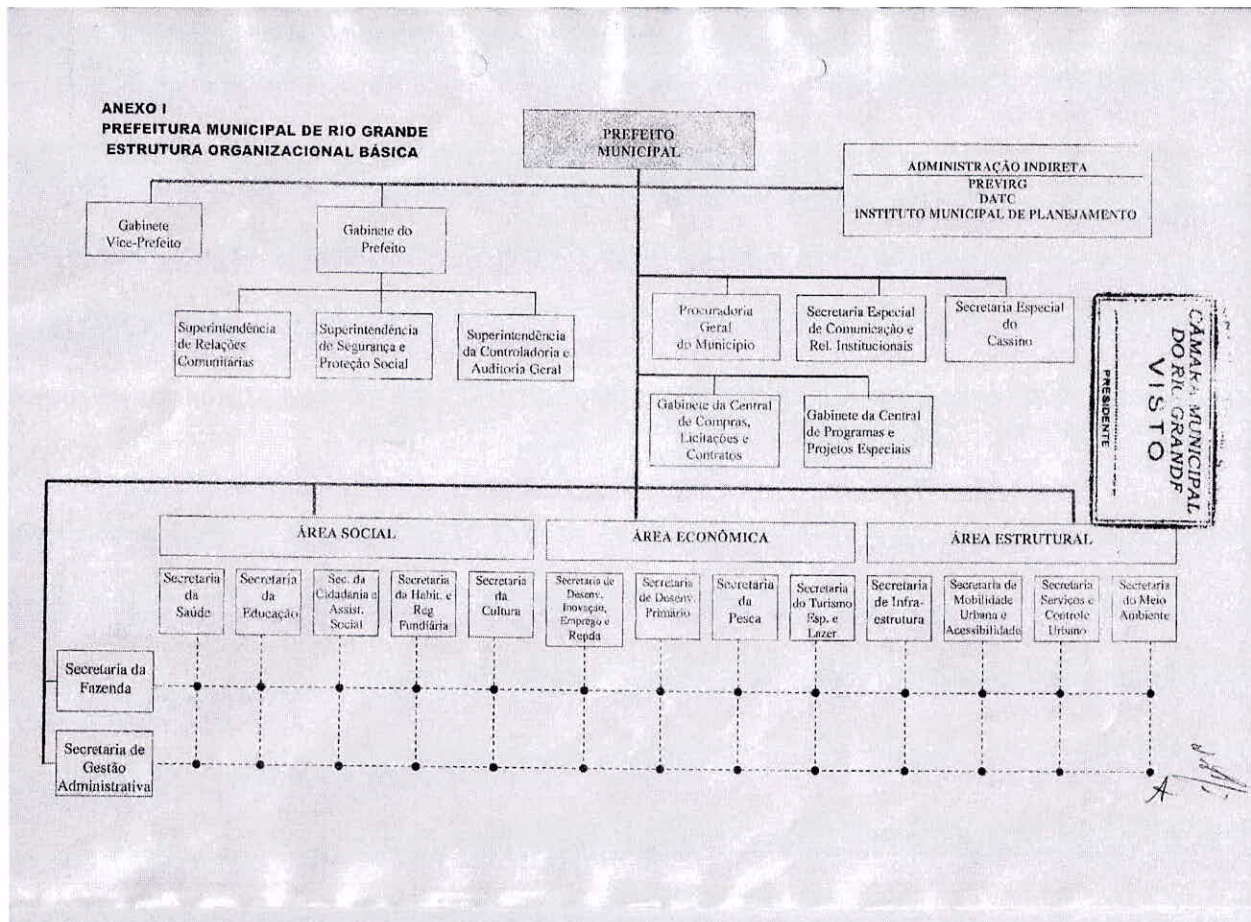 ANEXO I
PREFEITURA MUNICIPAL DE RIO GRANDE
ESTRUTURA ORGANIZACIONAL BÁSICA
PREFEITO
MUNICIPAL
ADMINISTRAÇÃO INDIRETA
PREVIRG
DATC
INSTITUTO MUNICIPAL DE PLANEJAMENTO
Gabinete
Vice-Prefeito
Gabinete do
Prefeito
Superintendência
de Relações
Comunitárias
Superintendência
de Segurança e
Proteção Social
Superintendência
da Controladoria e
Auditoria Geral
Procuradoria
Geral
do Município
Secretaria Especial
de Comunicação e
Rel. Institucionais
Secretaria Especial
do
Cassino
Gabinete da Central
de Compras,
Licitações e
Contratos
Gabinete da Central
de Programas e
Projetos Especiais
CÂMARA MUNICIPAL
DO RIO GRANDE
VISTO
PRESIDENTE
ÁREA SOCIAL
ÁREA ECONÔMICA
ÁREA ESTRUTURAL
Secretaria
da
Saúde
Secretaria
da
Educação
Sec. da
Cidadania e
Assist.
Social
Secretaria
da Habit. e
Reg
Fundiária
Secretaria
da
Cultura
Secretaria de
Desenv.
Inovação,
Emprego e
Renda
Secretaria
de Desenv.
Primário
Secretaria
da
Pesca
Secretaria
do Turismo
Esp. e
Lazer
Secretaria
de Infra-
estrutura
Secretaria de
Mobilidade
Urbana e
Acessibilidade
Secretaria
Serviços e
Controle
Urbano
Secretaria
do Meio
Ambiente
Secretaria da
Fazenda
Secretaria de
Gestão
Administrativa